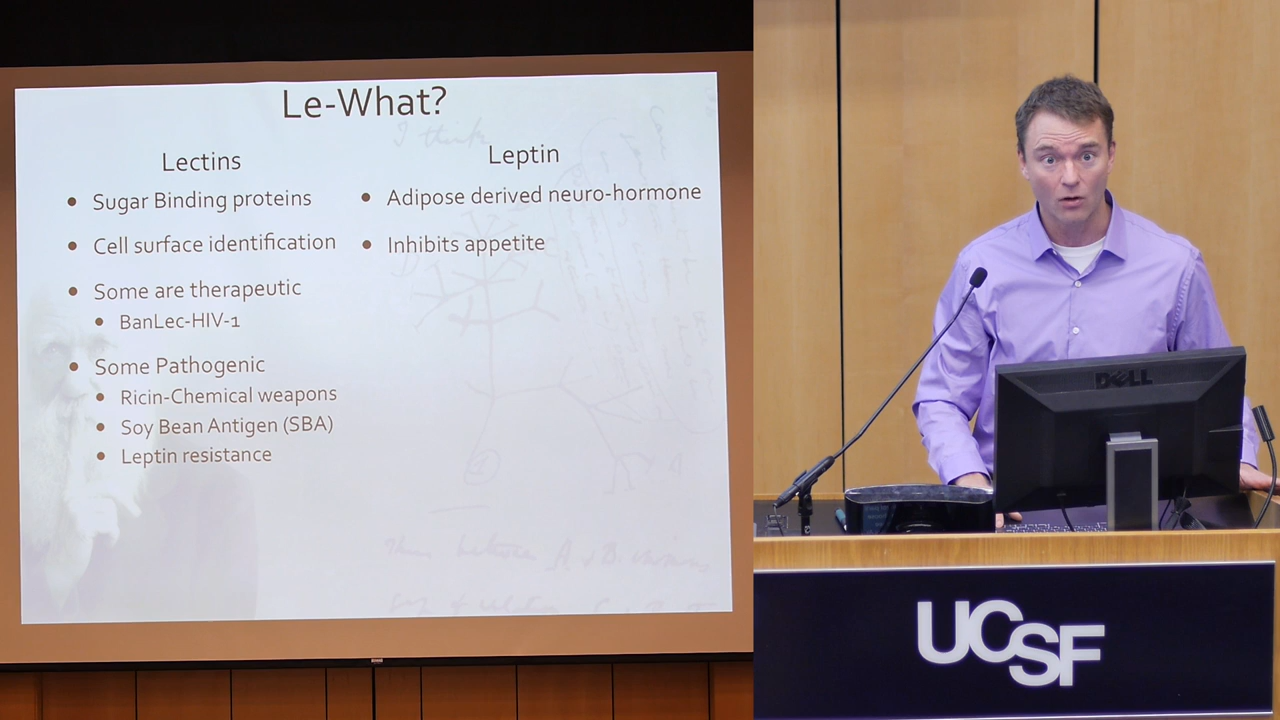 Le-What?
Lectins
Sugar Binding proteins
Cell surface identification
Some are therapeutic
BanLec-HIV-1
Some Pathogenic
Ricin-Chemical weapons
Soy Bean Antigen (SBA)
Leptin resistance
Leptin
Adipose derived neuro-hormone
Inhibits appetite
I think
DELL
UCSF